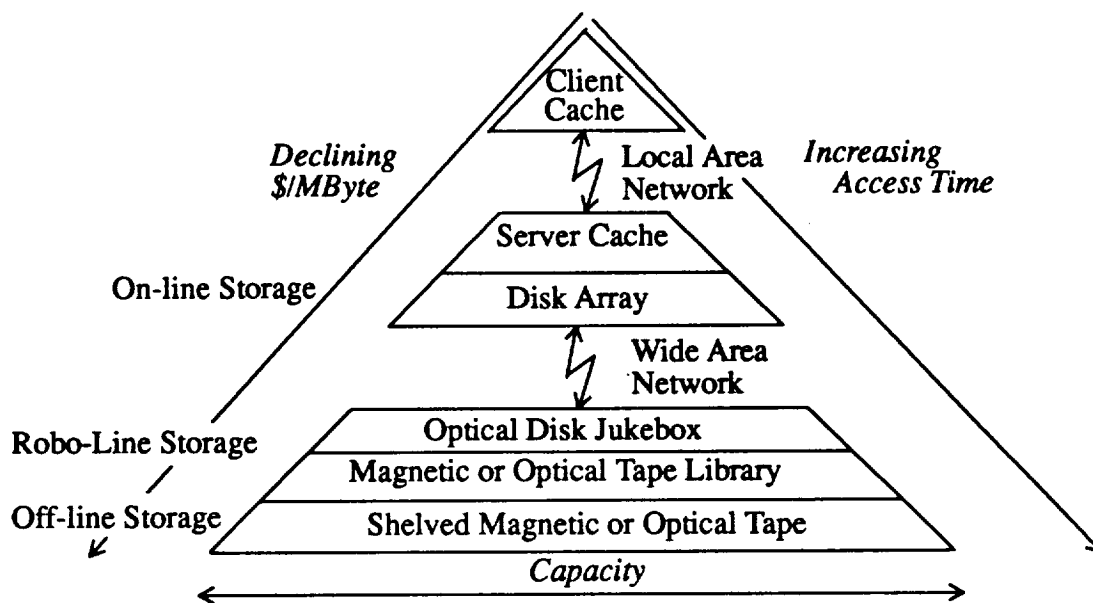 Client
Cache
Declining
$/MByte
Local Area
Network
Increasing
Access Time
Server Cache
On-line Storage
Disk Array
Wide Area
Network
Robo-Line Storage
Optical Disk Jukebox
Magnetic or Optical Tape Library
Off-line Storage
Shelved Magnetic or Optical Tape
Capacity